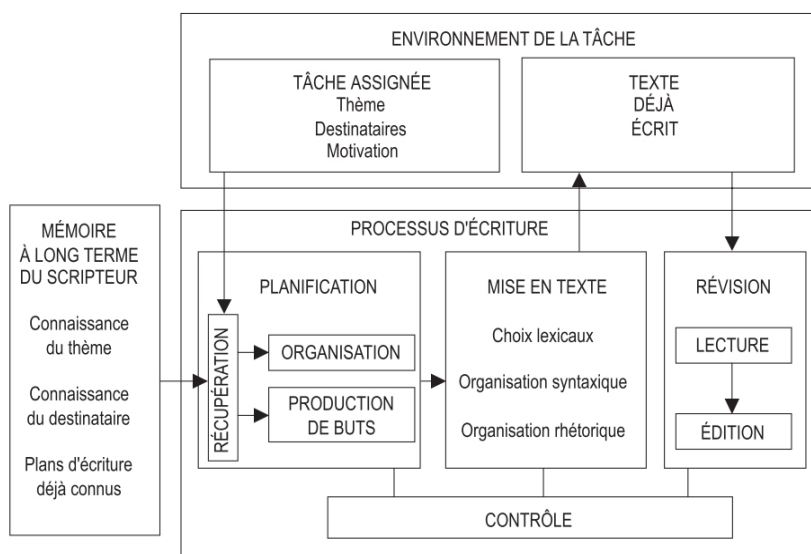 ENVIRONNEMENT DE LA TÂCHE
TÂCHE ASSIGNÉE
Thème
Destinataires
Motivation
TEXTE
DÉJÀ
ÉCRIT
MÉMOIRE
À LONG TERME
DU SCRIPTEUR
Connaissance
du thème
Connaissance
du destinataire
Plans d'écriture
déjà connus
PROCESSUS D'ÉCRITURE
PLANIFICATION
RÉCUPÉRATION
ORGANISATION
PRODUCTION
DE BUTS
MISE EN TEXTE
Choix lexicaux
Organisation syntaxique
Organisation rhétorique
RÉVISION
LECTURE
ÉDITION
CONTRÔLE